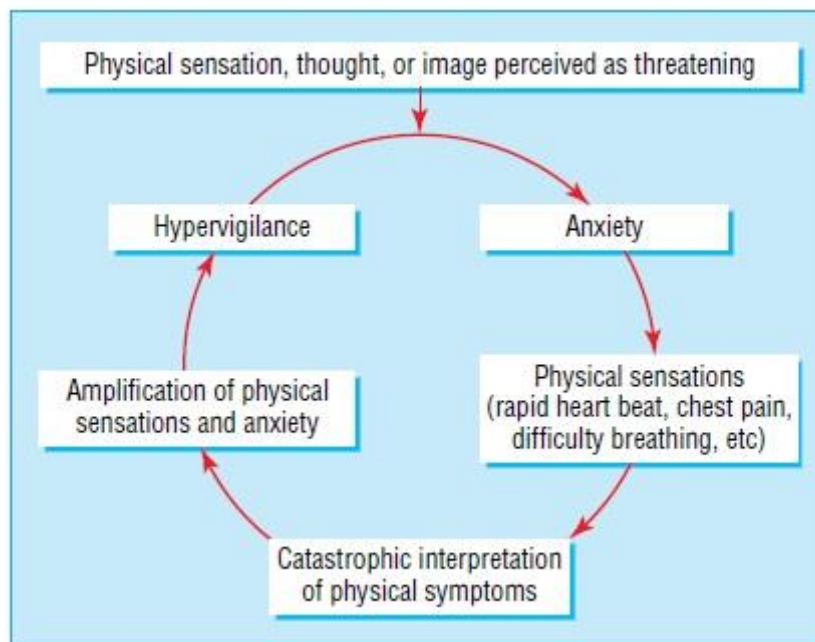 Physical sensation, thought, or image perceived as threatening
Hypervigilance
Anxiety
Amplification of physical
sensations and anxiety
Physical sensations
(rapid heart beat, chest pain,
difficulty breathing, etc)
Catastrophic interpretation
of physical symptoms